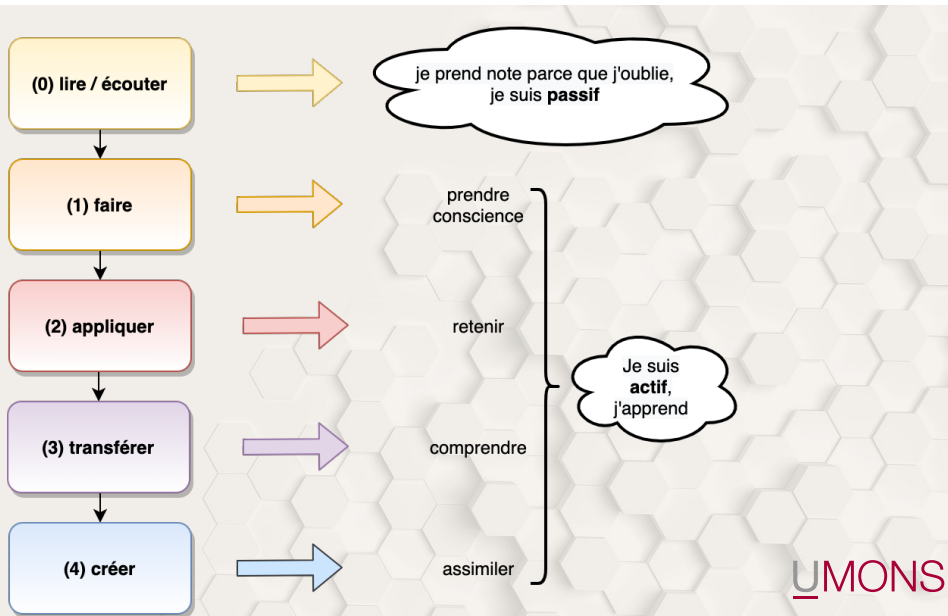 (0) lire / écouter
je prend note parce que j'oublie,
je suis passif
(1) faire
prendre
conscience
(2) appliquer
retenir
Je suis
actif,
j'apprend
(3) transférer
comprendre
(4) créer
assimiler
UMONS